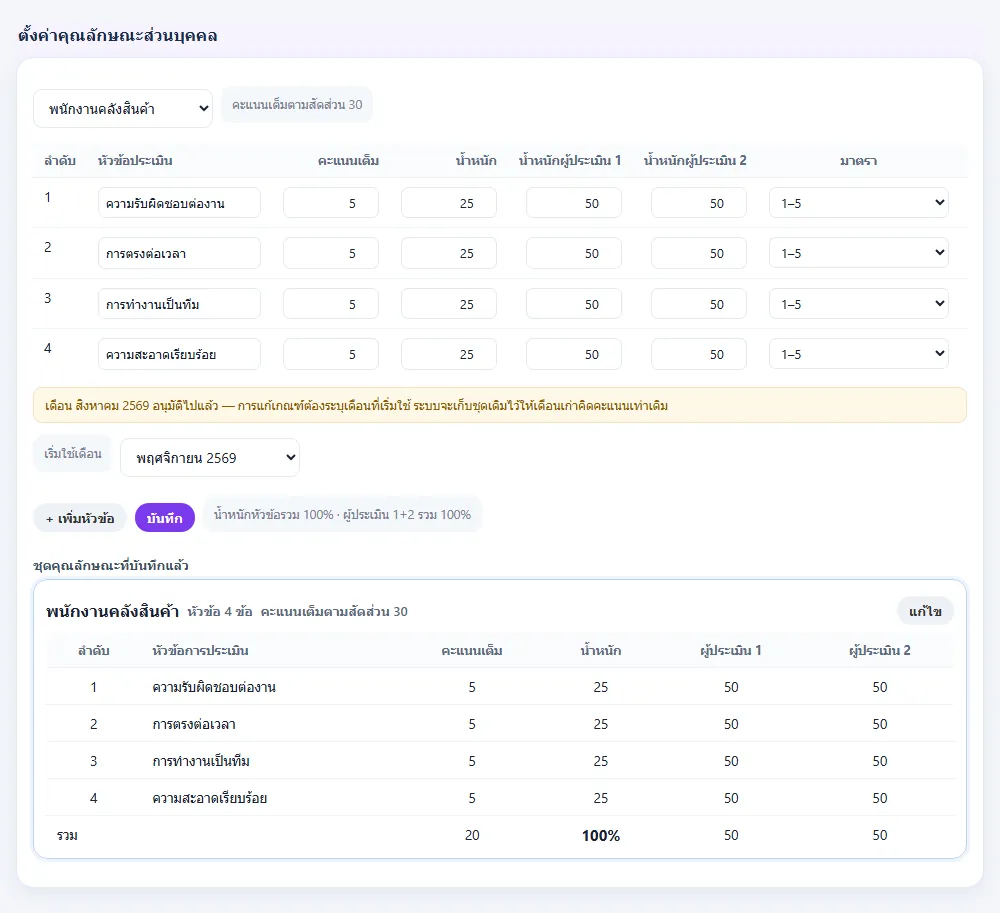 ตั้งค่าคุณลักษณะส่วนบุคคล
พนักงานคลังสินค้า คะแนนเต็มตามสัดส่วน 30
ลำดับ หัวข้อประเมิน คะแนนเต็ม น้ำหนัก น้ำหนักผู้ประเมิน 1 น้ำหนักผู้ประเมิน 2 มาตรา
1 ความรับผิดชอบต่องาน 5 25 50 50 1–5
2 การตรงต่อเวลา 5 25 50 50 1–5
3 การทำงานเป็นทีม 5 25 50 50 1–5
4 ความสะอาดเรียบร้อย 5 25 50 50 1–5
เดือน สิงหาคม 2569 อนุมัติไปแล้ว — การแก้เกณฑ์ต้องระบุเดือนที่เริ่มใช้ ระบบจะเก็บชุดเดิมไว้ให้เดือนเก่าคิดคะแนนเท่าเดิม
เริ่มใช้เดือน พฤศจิกายน 2569
+ เพิ่มหัวข้อ บันทึก น้ำหนักหัวข้อรวม 100% · ผู้ประเมิน 1+2 รวม 100%
ชุดคุณลักษณะที่บันทึกแล้ว
พนักงานคลังสินค้า หัวข้อ 4 ข้อ คะแนนเต็มตามสัดส่วน 30 แก้ไข
ลำดับ หัวข้อการประเมิน คะแนนเต็ม น้ำหนัก ผู้ประเมิน 1 ผู้ประเมิน 2
1 ความรับผิดชอบต่องาน 5 25 50 50
2 การตรงต่อเวลา 5 25 50 50
3 การทำงานเป็นทีม 5 25 50 50
4 ความสะอาดเรียบร้อย 5 25 50 50
รวม 20 100% 50 50